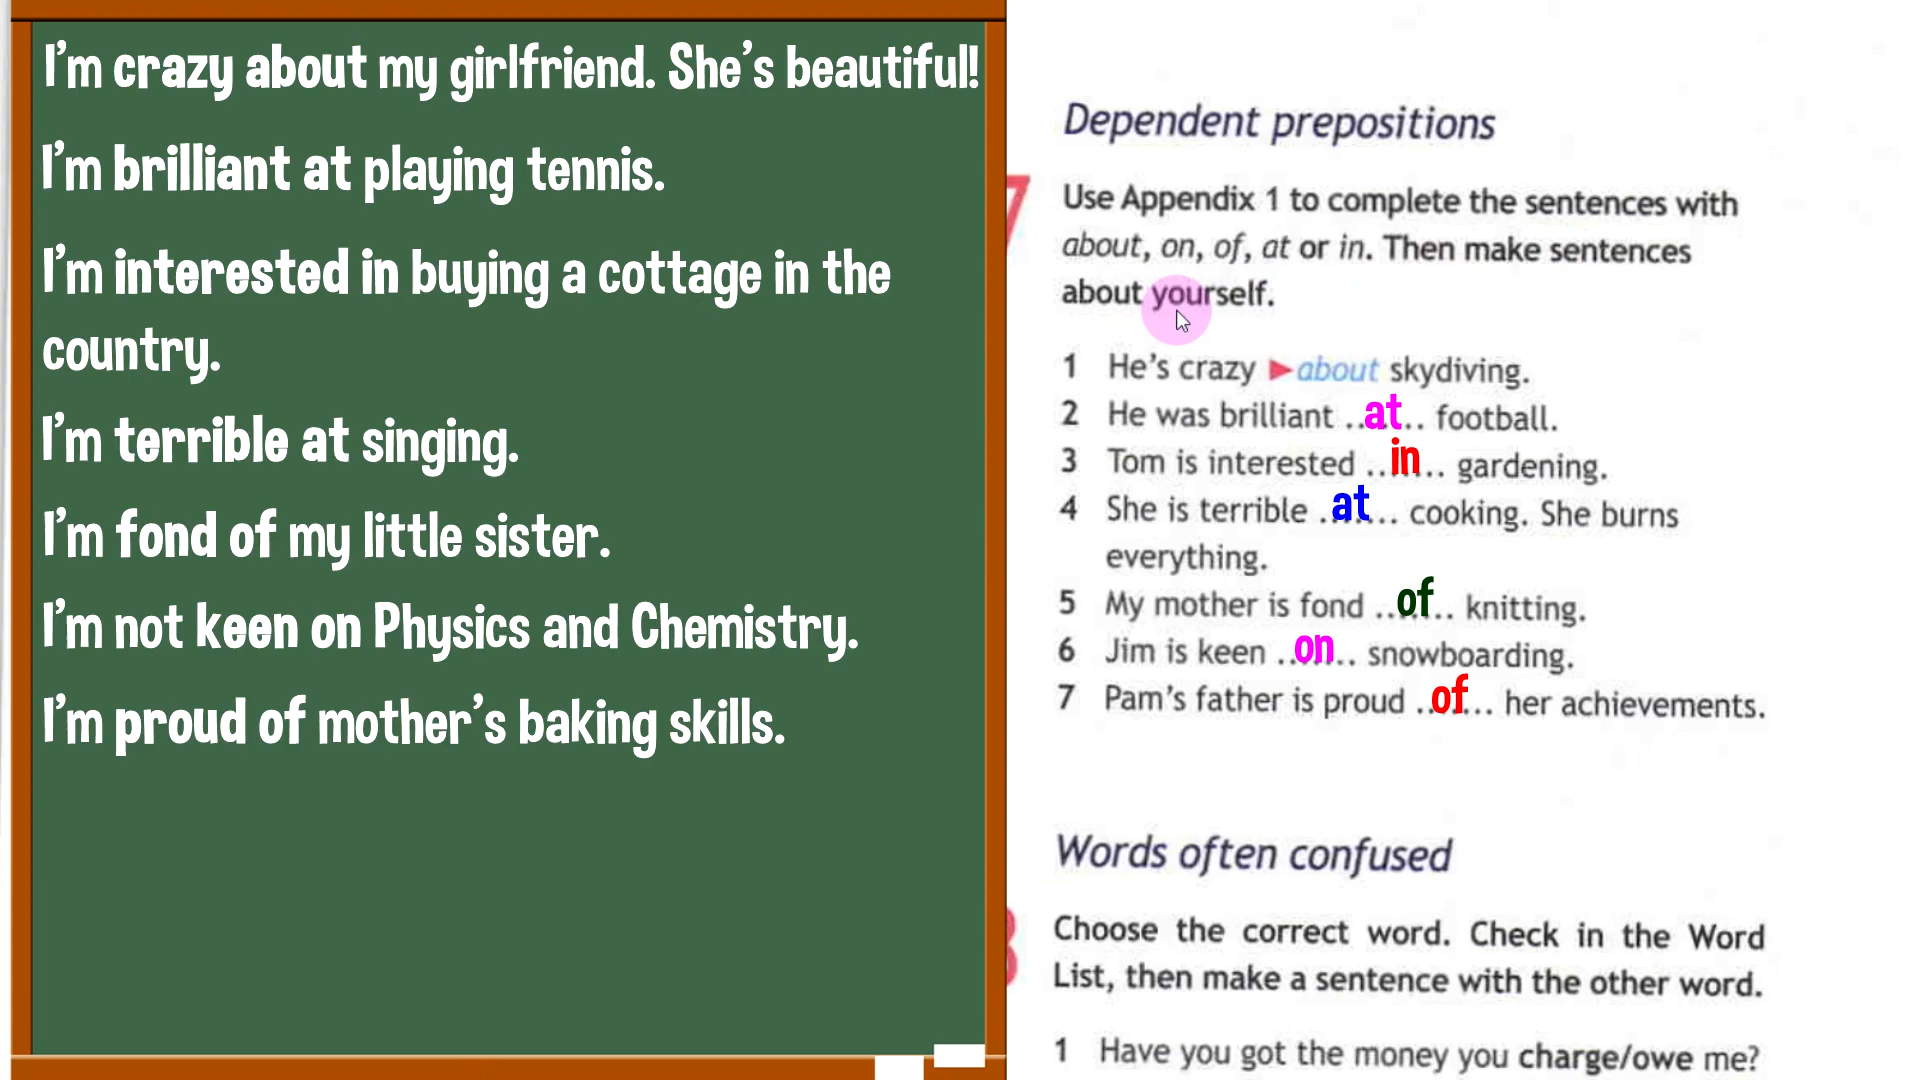 I'm crazy about my girlfriend. She's beautiful!
I'm brilliant at playing tennis.
I'm interested in buying a cottage in the
country.
I'm terrible at singing.
I'm fond of my little sister.
I'm not keen on Physics and Chemistry.
I'm proud of mother's baking skills.
Dependent prepositions
7 Use Appendix 1 to complete the sentences with
about, on, of, at or in. Then make sentences
about yourself.
1 He's crazy ►about skydiving.
2 He was brilliant ..at.. football.
3 Tom is interested ..in... gardening.
4 She is terrible .at... cooking. She burns
everything.
5 My mother is fond ..of.. knitting.
6 Jim is keen ..on.. snowboarding.
7 Pam's father is proud ..of... her achievements.
Words often confused
8 Choose the correct word. Check in the Word
List, then make a sentence with the other word.
1 Have you got the money you charge/owe me?